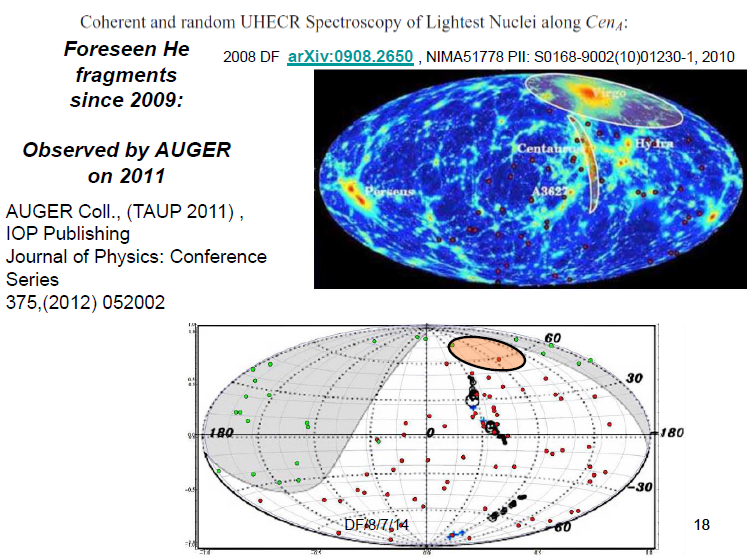 Coherent and random UHECR Spectroscopy of Lightest Nuclei along CenA:
Foreseen He
fragments
since 2009:
2008 DF arXiv:0908.2650 , NIMA51778 PII: S0168-9002(10)01230-1, 2010
Observed by AUGER
on 2011
AUGER Coll., (TAUP 2011) ,
IOP Publishing
Journal of Physics: Conference
Series
375,(2012) 052002
Virgo
Centaurus
Hydra
Perseus
A3627
60
30
180
0
-180
-30
-60
DF/8/7/14
18